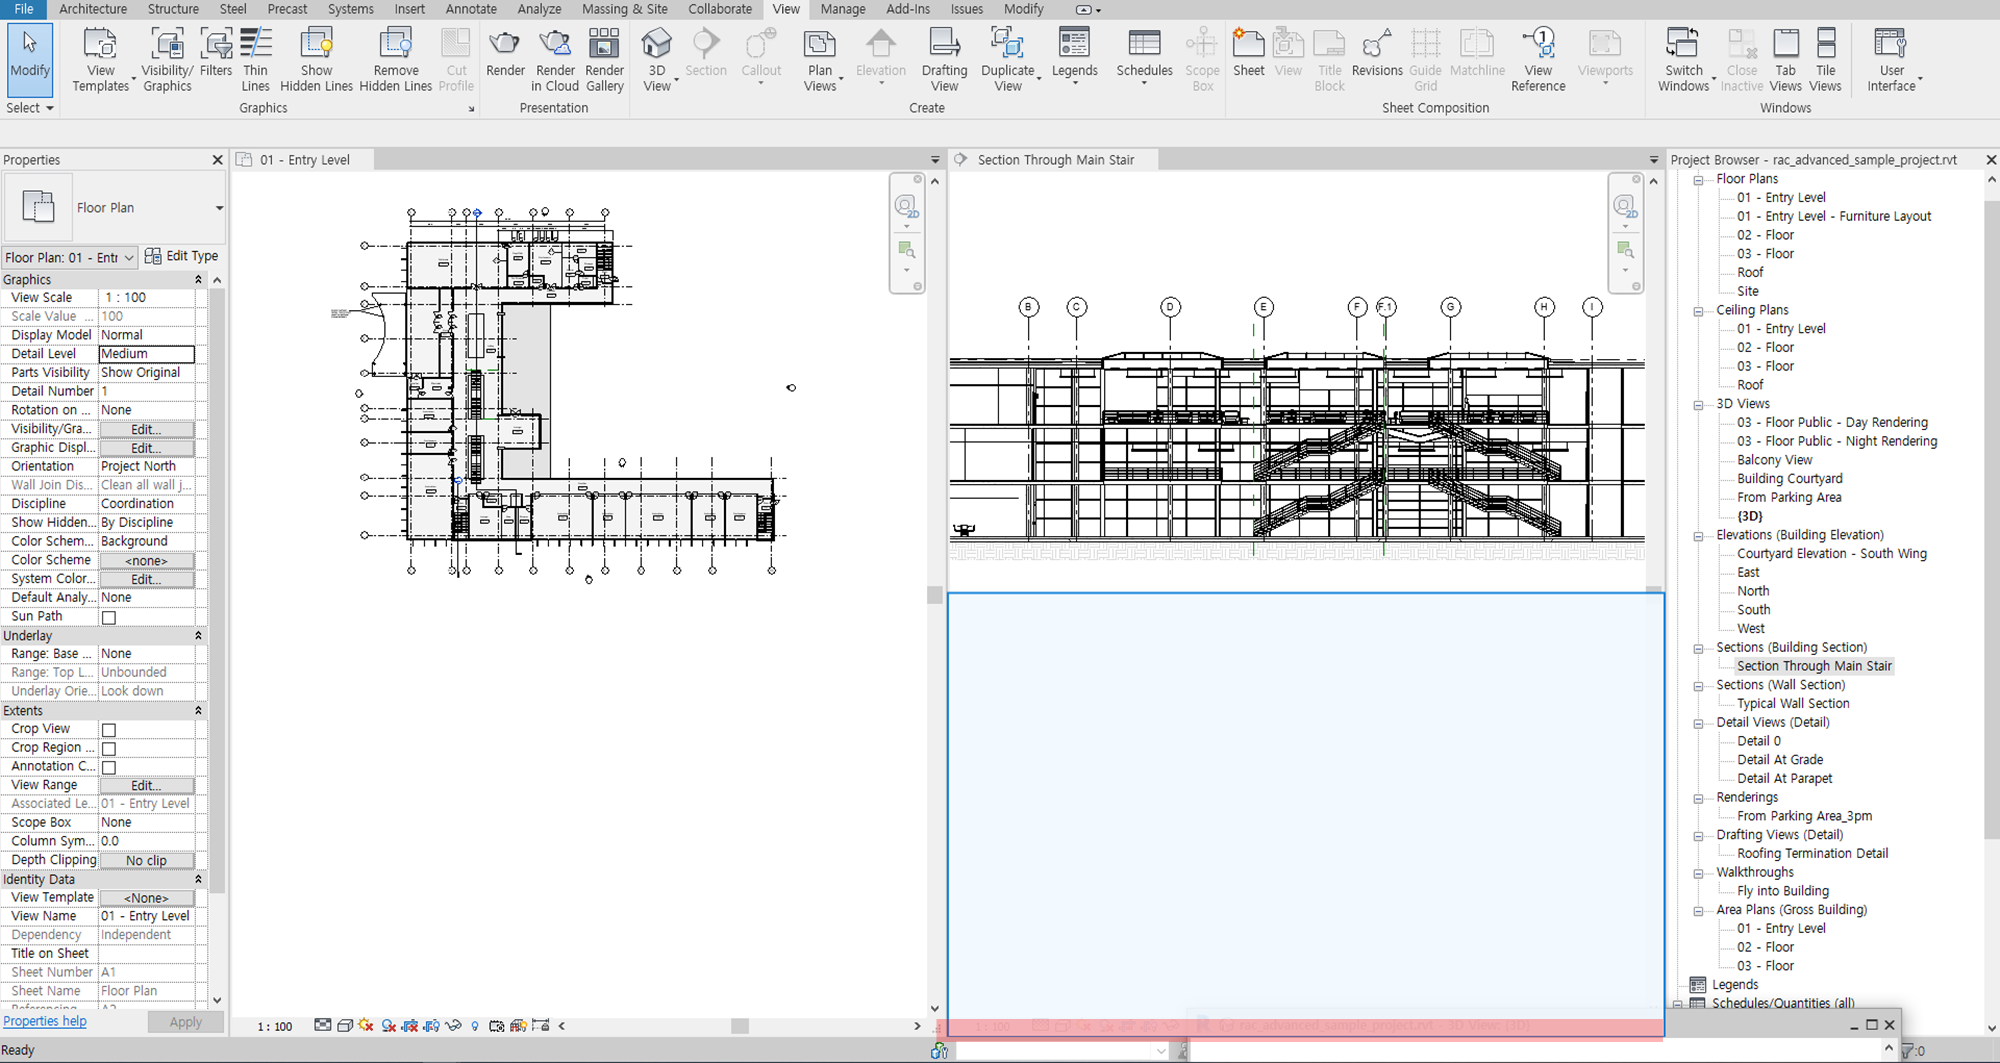 File Architecture Structure Steel Precast Systems Insert Annotate Analyze Massing & Site Collaborate View Manage Add-Ins Issues Modify
Modify
View Templates
Visibility/ Graphics
Filters
Thin Lines
Show Hidden Lines
Remove Hidden Lines
Cut Profile
Render
Render in Cloud
Render Gallery
3D View
Section
Callout
Plan Views
Elevation
Drafting View
Duplicate View
Legends
Schedules
Scope Box
Sheet
View
Title Block
Revisions
Guide Grid
Matchline
View Reference
Viewports
Switch Windows
Close Inactive
Tab Views
Tile Views
User Interface
Select
Graphics
Presentation
Create
Sheet Composition
Windows
Properties
Floor Plan
Floor Plan: 01 - Entr
Edit Type
Graphics
View Scale 1 : 100
Scale Value ... 100
Display Model Normal
Detail Level Medium
Parts Visibility Show Original
Detail Number 1
Rotation on ... None
Visibility/Gra... Edit...
Graphic Displ... Edit...
Orientation Project North
Wall Join Dis... Clean all wall j...
Discipline Coordination
Show Hidden... By Discipline
Color Schem... Background
Color Scheme <none>
System Color... Edit...
Default Analy... None
Sun Path
Underlay
Range: Base ... None
Range: Top L... Unbounded
Underlay Orie... Look down
Extents
Crop View
Crop Region ...
Annotation C...
View Range Edit...
Associated Le... 01 - Entry Level
Scope Box None
Column Sym... 0.0
Depth Clipping No clip
Identity Data
View Template <None>
View Name 01 - Entry Level
Dependency Independent
Title on Sheet
Sheet Number A1
Sheet Name Floor Plan
Referencing... A2
Properties help
Apply
Ready
01 - Entry Level
2D
1 : 100
Section Through Main Stair
2D
B C D E F F.1 G H I
1 : 100
rac_advanced_sample_project.rvt - 3D View: {3D}
Project Browser - rac_advanced_sample_project.rvt
Floor Plans
01 - Entry Level
01 - Entry Level - Furniture Layout
02 - Floor
03 - Floor
Roof
Site
Ceiling Plans
01 - Entry Level
02 - Floor
03 - Floor
Roof
3D Views
03 - Floor Public - Day Rendering
03 - Floor Public - Night Rendering
Balcony View
Building Courtyard
From Parking Area
{3D}
Elevations (Building Elevation)
Courtyard Elevation - South Wing
East
North
South
West
Sections (Building Section)
Section Through Main Stair
Sections (Wall Section)
Typical Wall Section
Detail Views (Detail)
Detail 0
Detail At Grade
Detail At Parapet
Renderings
From Parking Area_3pm
Drafting Views (Detail)
Roofing Termination Detail
Walkthroughs
Fly into Building
Area Plans (Gross Building)
01 - Entry Level
02 - Floor
03 - Floor
Legends
Schedules/Quantities (all)
:0